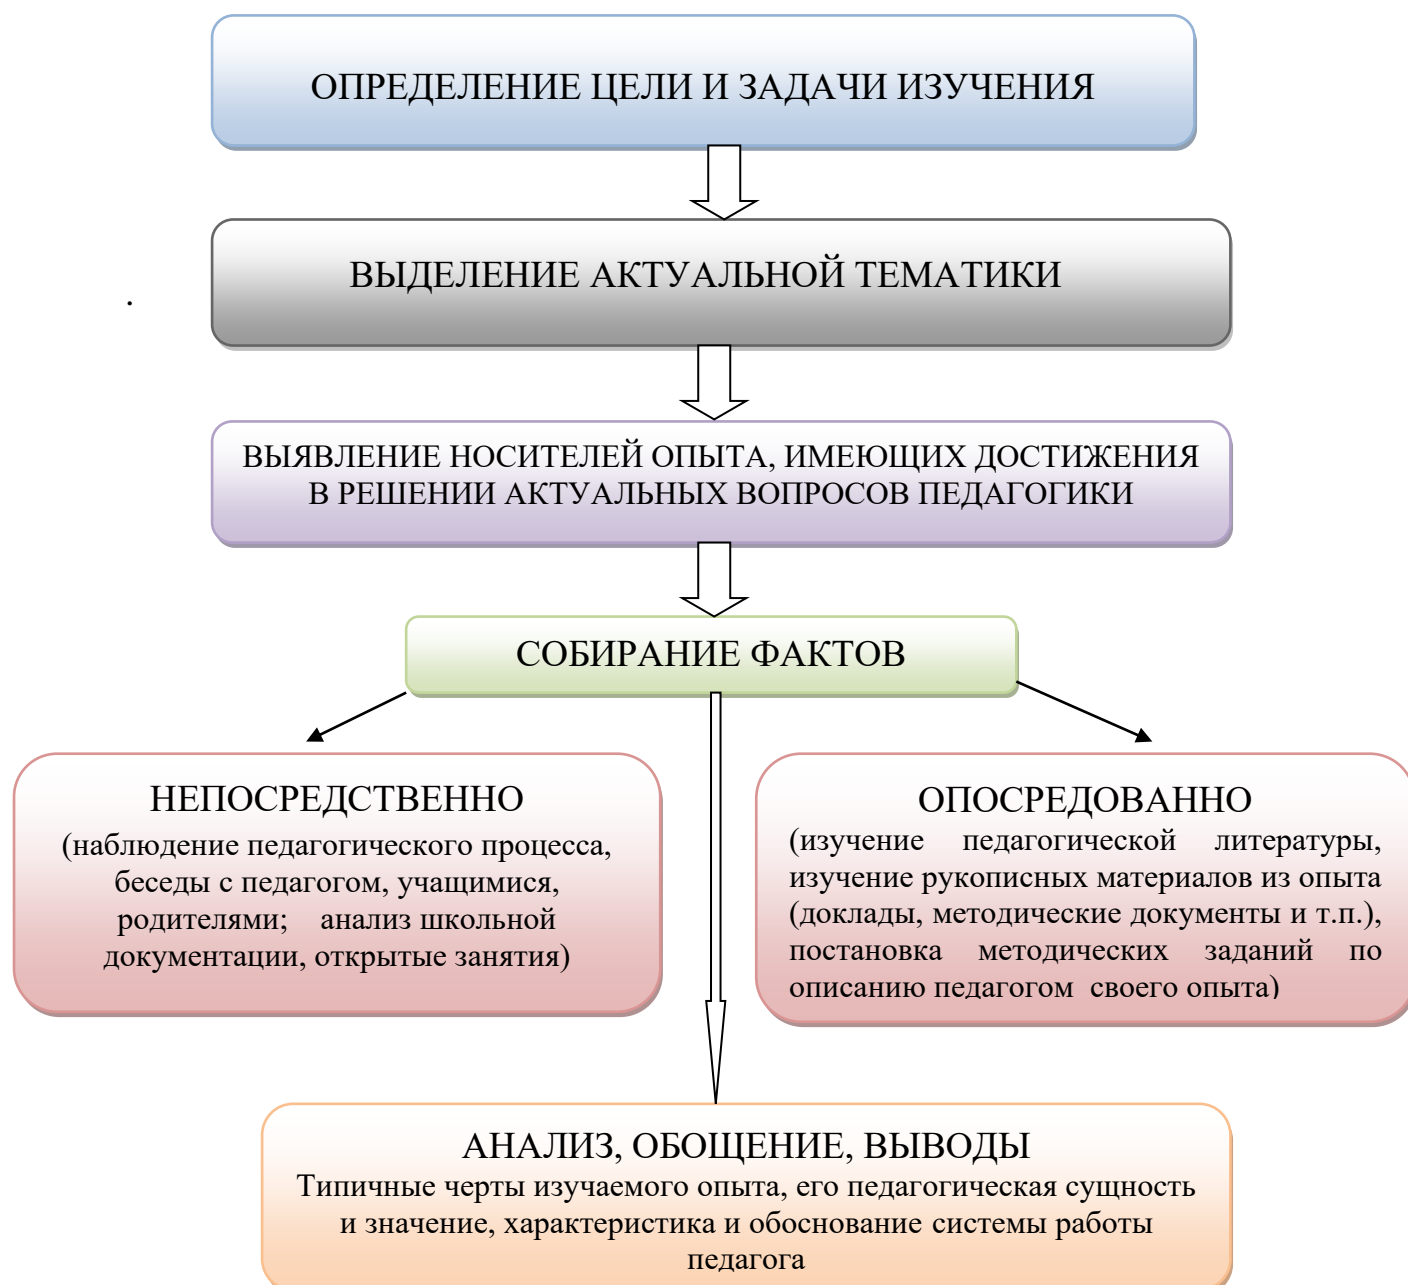 ОПРЕДЕЛЕНИЕ ЦЕЛИ И ЗАДАЧИ ИЗУЧЕНИЯ
ВЫДЕЛЕНИЕ АКТУАЛЬНОЙ ТЕМАТИКИ
.
ВЫЯВЛЕНИЕ НОСИТЕЛЕЙ ОПЫТА, ИМЕЮЩИХ ДОСТИЖЕНИЯ
В РЕШЕНИИ АКТУАЛЬНЫХ ВОПРОСОВ ПЕДАГОГИКИ
СОБИРАНИЕ ФАКТОВ
НЕПОСРЕДСТВЕННО
(наблюдение педагогического процесса,
беседы с педагогом, учащимися,
родителями; анализ школьной
документации, открытые занятия)
ОПОСРЕДОВАННО
(изучение педагогической литературы,
изучение рукописных материалов из опыта
(доклады, методические документы и т.п.),
постановка методических заданий по
описанию педагогом своего опыта)
АНАЛИЗ, ОБОЩЕНИЕ, ВЫВОДЫ
Типичные черты изучаемого опыта, его педагогическая сущность
и значение, характеристика и обоснование системы работы
педагога